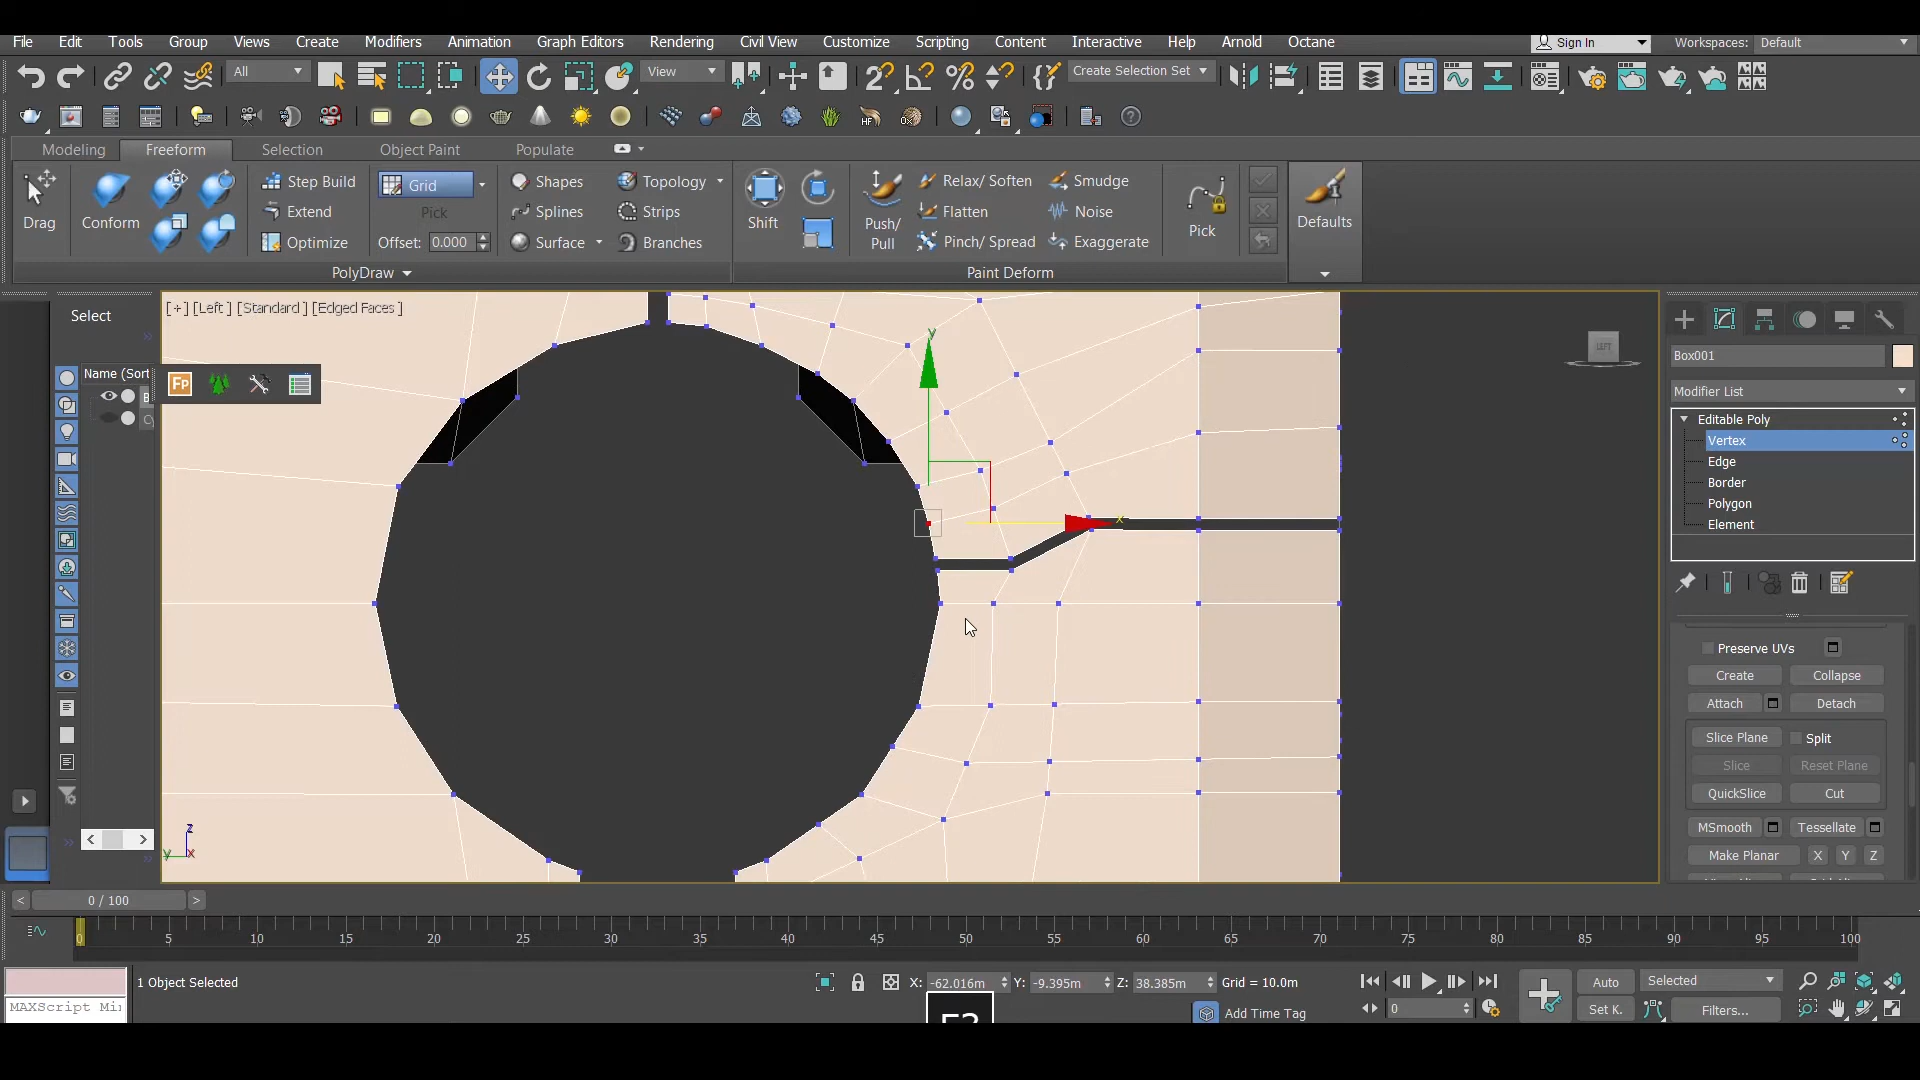 File Edit Tools Group Views Create Modifiers Animation Graph Editors Rendering Civil View Customize Scripting Content Interactive Help Arnold Octane Sign In Workspaces: Default
All View Create Selection Set
Modeling Freeform Selection Object Paint Populate
Drag Conform Step Build Extend Optimize Grid Pick Offset: 0.000 Shapes Splines Surface Topology Strips Branches Shift Push/ Pull Relax/Soften Flatten Pinch/Spread Smudge Noise Exaggerate Pick Defaults
PolyDraw Paint Deform
Select
[+] [Left] [Standard] [Edged Faces]
Name (Sort
Box001
Modifier List
Editable Poly
Vertex
Edge
Border
Polygon
Element
Preserve UVs
Create Collapse
Attach Detach
Slice Plane Split
Slice Reset Plane
QuickSlice Cut
MSmooth Tessellate
Make Planar X Y Z
0 / 100
0 5 10 15 20 25 30 35 40 45 50 55 60 65 70 75 80 85 90 95 100
1 Object Selected X: -62.016m Y: -9.395m Z: 38.385m Grid = 10.0m Auto Selected
MAXScript Mi Add Time Tag 0 Set K. Filters...